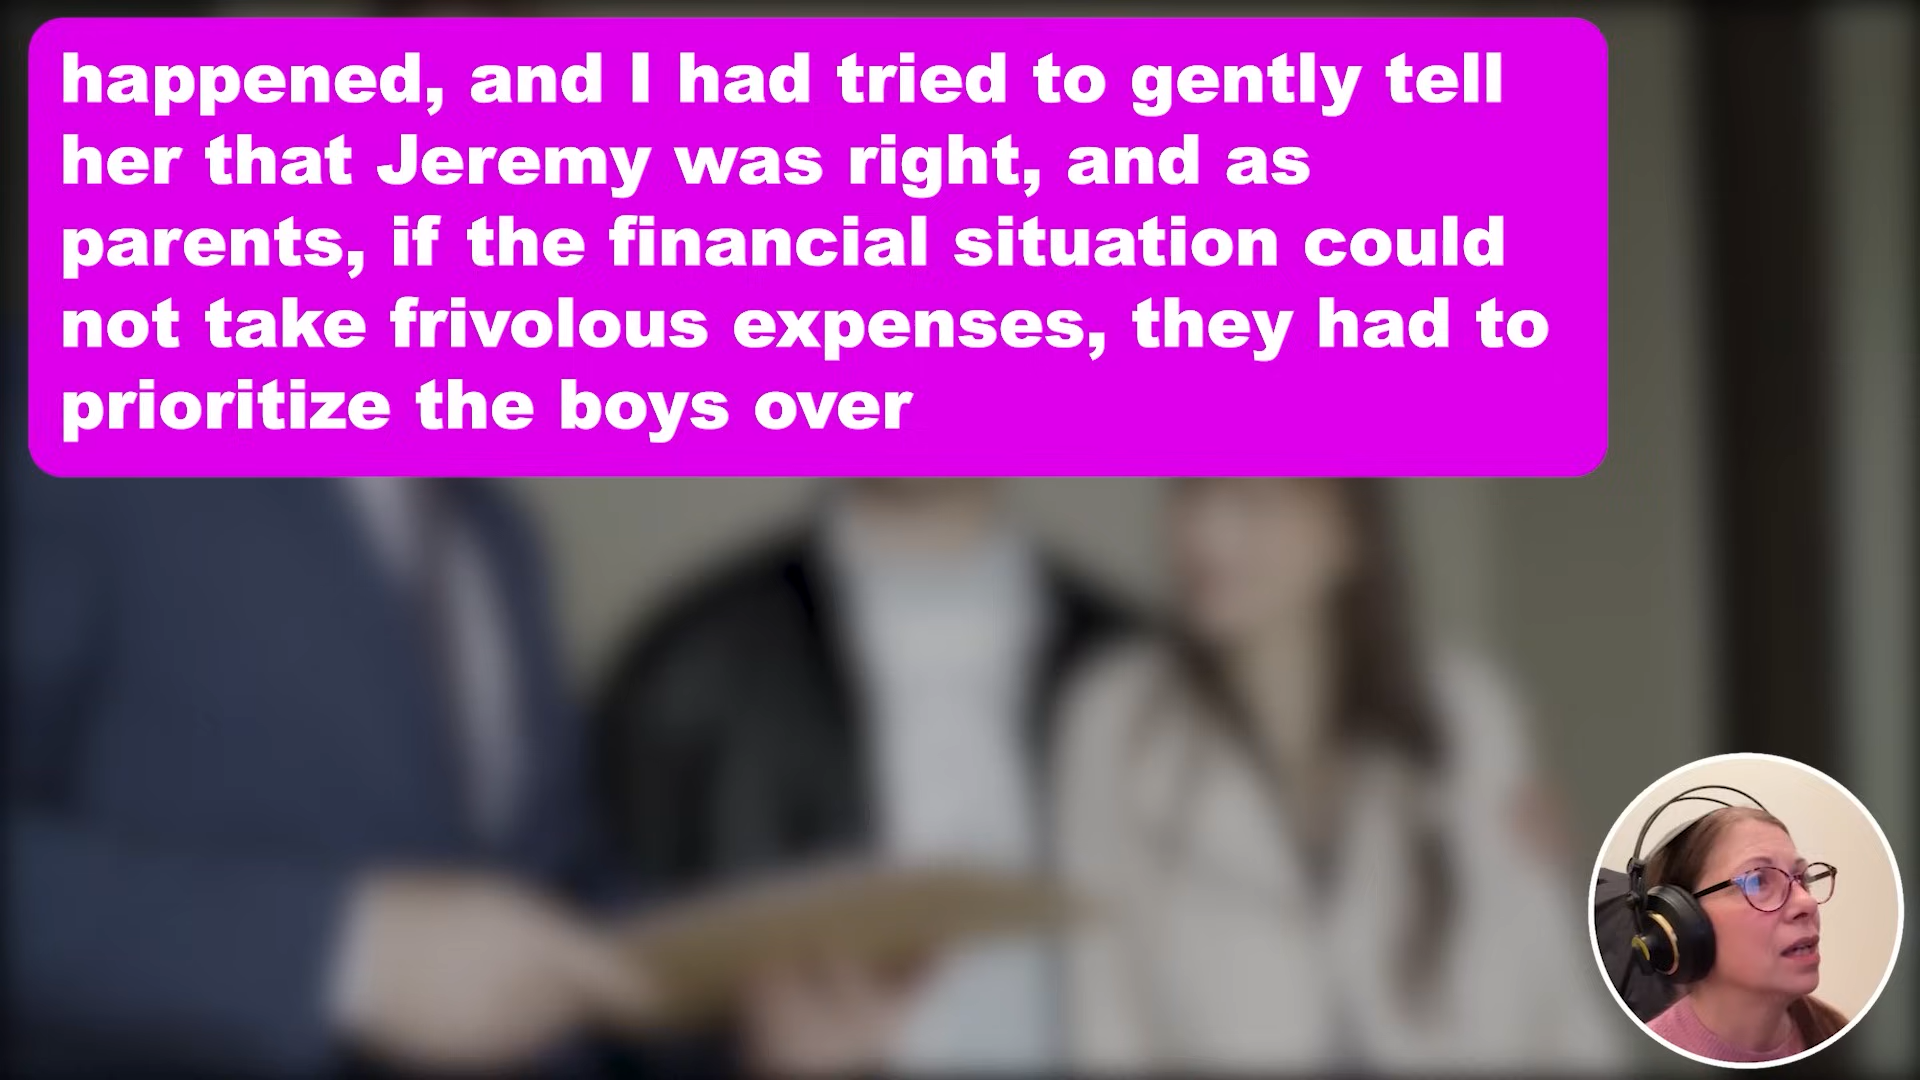 happened, and I had tried to gently tell
her that Jeremy was right, and as
parents, if the financial situation could
not take frivolous expenses, they had to
prioritize the boys over